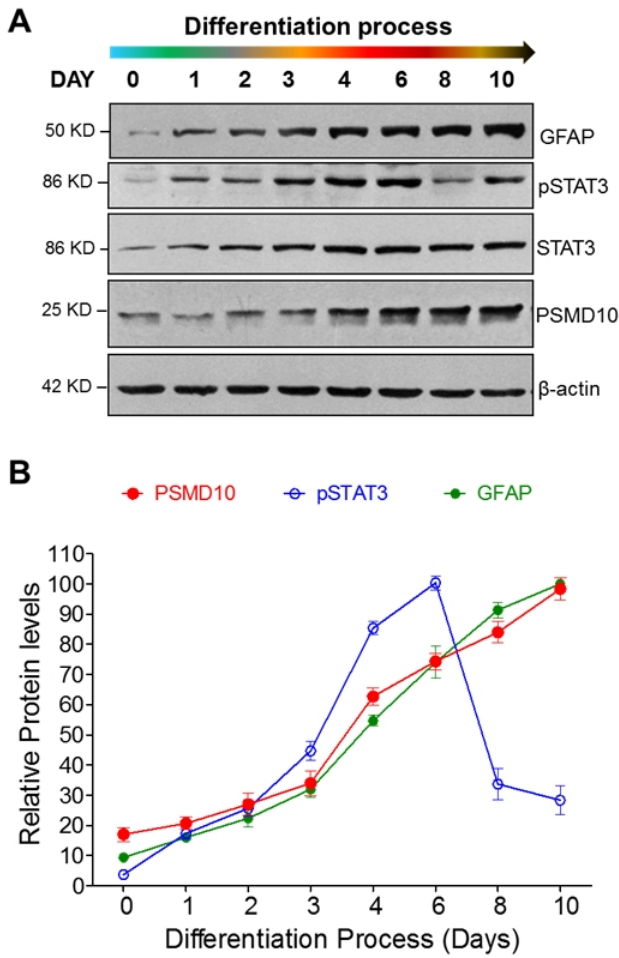 A
Differentiation process
DAY 0 1 2 3 4 6 8 10
50 KD GFAP
86 KD pSTAT3
86 KD STAT3
25 KD PSMD10
42 KD β-actin
B
PSMD10 pSTAT3 GFAP
Relative Protein levels
110
100
90
80
70
60
50
40
30
20
10
0
0 1 2 3 4 6 8 10
Differentiation Process (Days)